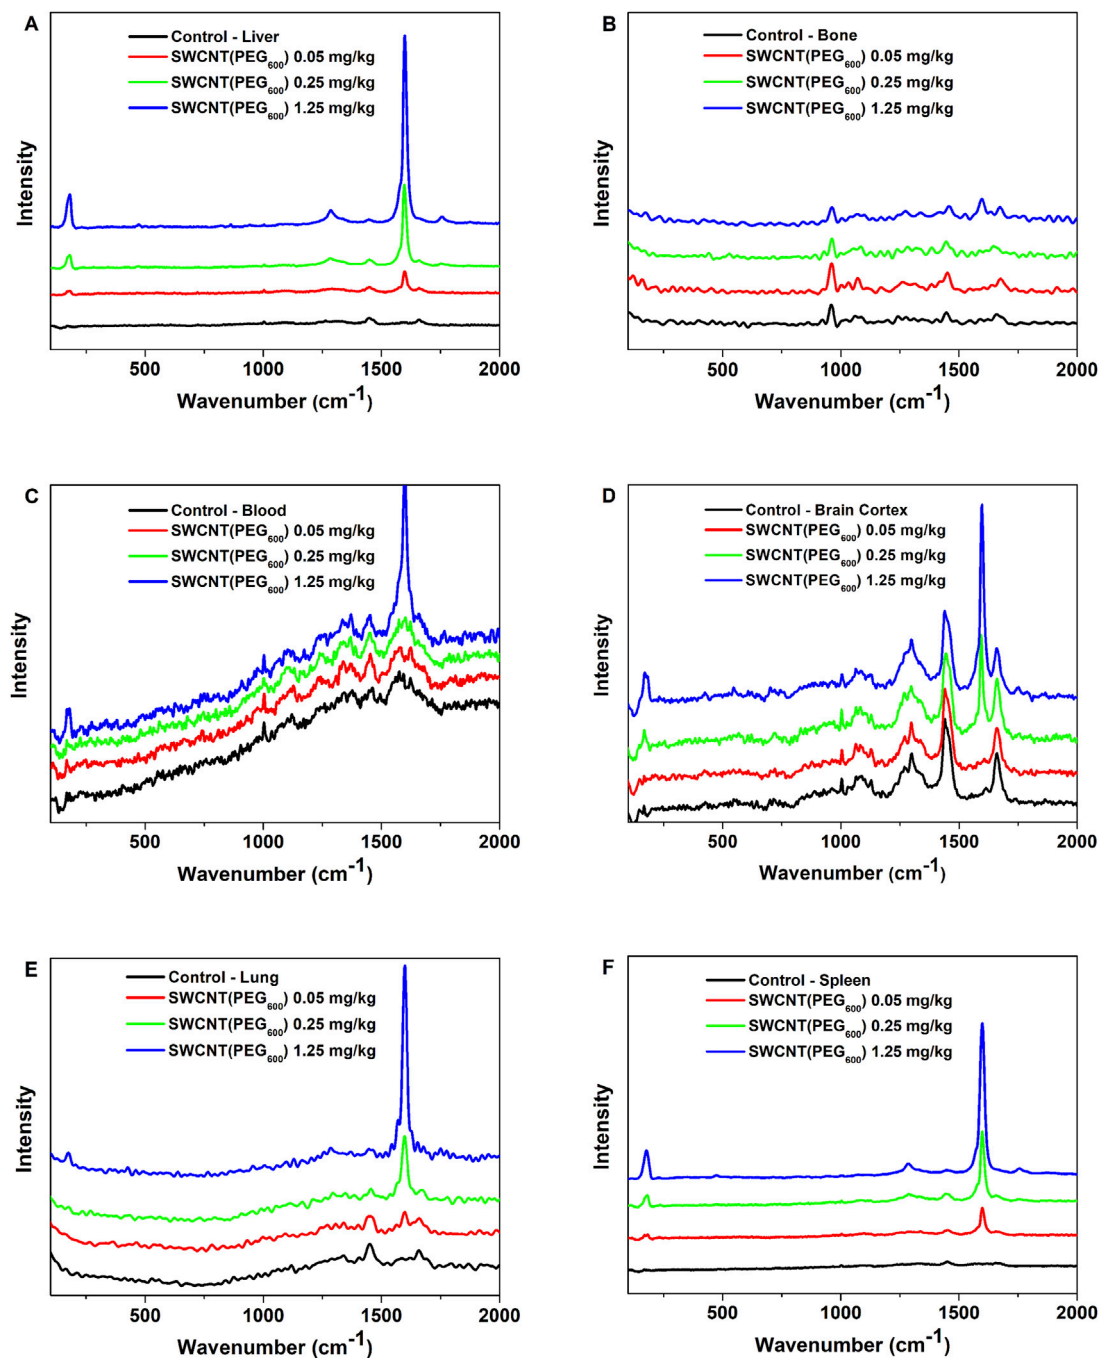 A
Control - Liver
SWCNT(PEG600) 0.05 mg/kg
SWCNT(PEG600) 0.25 mg/kg
SWCNT(PEG600) 1.25 mg/kg
Intensity
500 1000 1500 2000
Wavenumber (cm-1)
B
Control - Bone
SWCNT(PEG600) 0.05 mg/kg
SWCNT(PEG600) 0.25 mg/kg
SWCNT(PEG600) 1.25 mg/kg
Intensity
500 1000 1500 2000
Wavenumber (cm-1)
C
Control - Blood
SWCNT(PEG600) 0.05 mg/kg
SWCNT(PEG600) 0.25 mg/kg
SWCNT(PEG600) 1.25 mg/kg
Intensity
500 1000 1500 2000
Wavenumber (cm-1)
D
Control - Brain Cortex
SWCNT(PEG600) 0.05 mg/kg
SWCNT(PEG600) 0.25 mg/kg
SWCNT(PEG600) 1.25 mg/kg
Intensity
500 1000 1500 2000
Wavenumber (cm-1)
E
Control - Lung
SWCNT(PEG600) 0.05 mg/kg
SWCNT(PEG600) 0.25 mg/kg
SWCNT(PEG600) 1.25 mg/kg
Intensity
500 1000 1500 2000
Wavenumber (cm-1)
F
Control - Spleen
SWCNT(PEG600) 0.05 mg/kg
SWCNT(PEG600) 0.25 mg/kg
SWCNT(PEG600) 1.25 mg/kg
Intensity
500 1000 1500 2000
Wavenumber (cm-1)